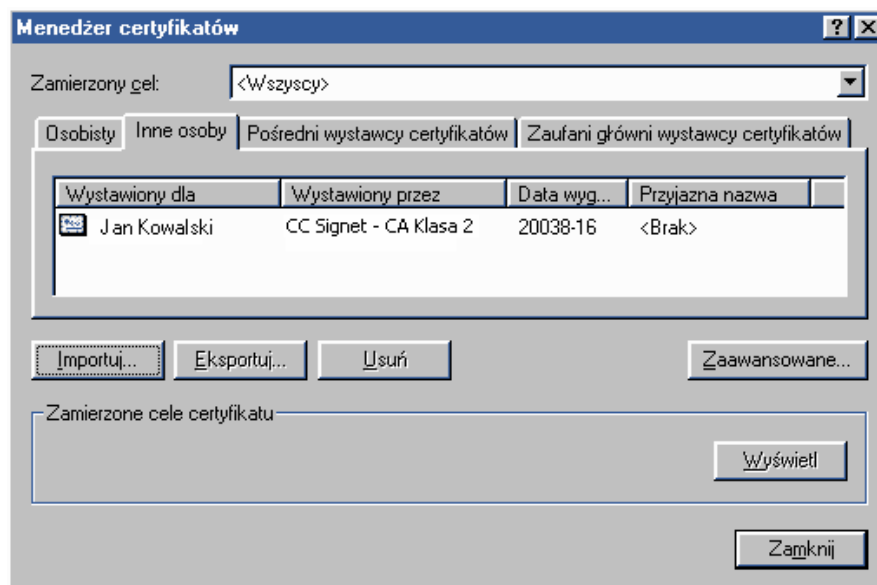 Menedżer certyfikatów
Zamierzony cel: <Wszyscy>
Osobisty Inne osoby Pośredni wystawcy certyfikatów Zaufani główni wystawcy certyfikatów
Wystawiony dla Wystawiony przez Data wyg... Przyjazna nazwa
Jan Kowalski CC Signet - CA Klasa 2 20038-16 <Brak>
Importuj... Eksportuj... Usuń Zaawansowane...
Zamierzone cele certyfikatu
Wyświetl
Zamknij